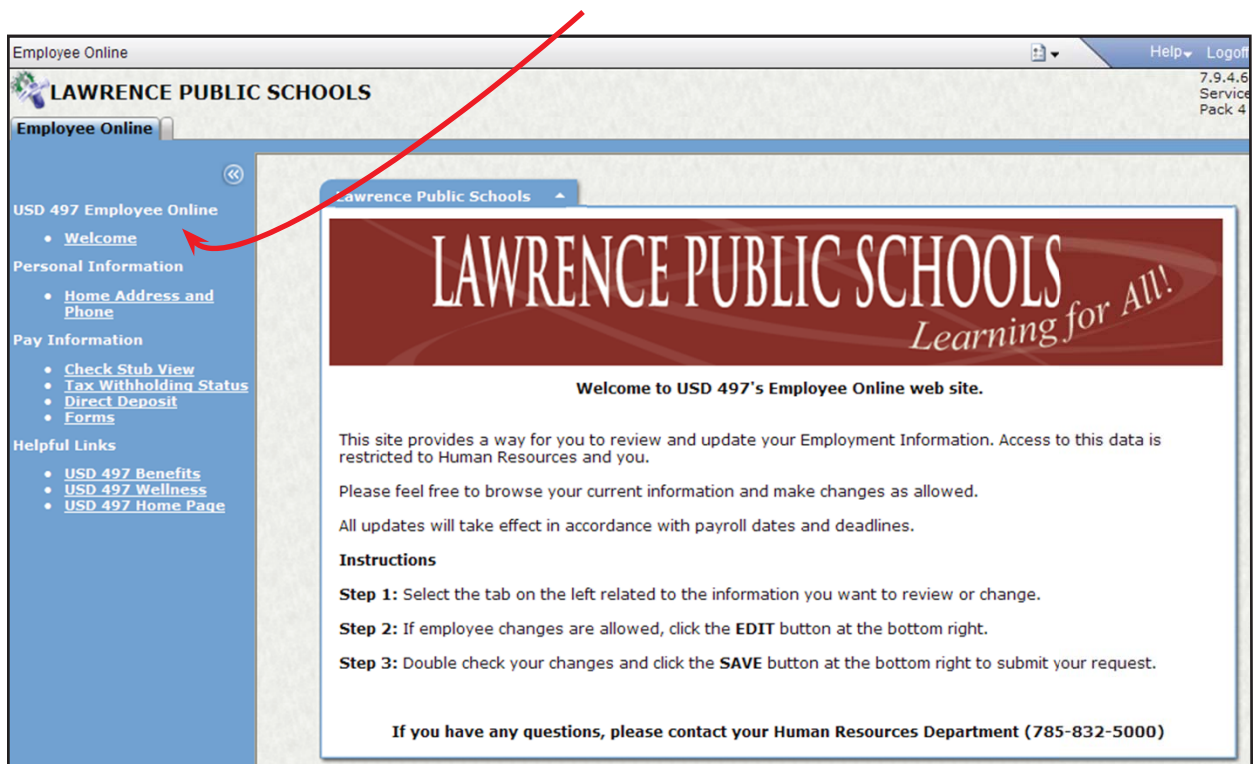 Employee Online
Help Logoff
LAWRENCE PUBLIC SCHOOLS
7.9.4.6
Service
Pack 4
Employee Online
USD 497 Employee Online
• Welcome
Personal Information
• Home Address and
Phone
Pay Information
• Check Stub View
• Tax Withholding Status
• Direct Deposit
• Forms
Helpful Links
• USD 497 Benefits
• USD 497 Wellness
• USD 497 Home Page
Lawrence Public Schools
LAWRENCE PUBLIC SCHOOLS
Learning for All!
Welcome to USD 497's Employee Online web site.
This site provides a way for you to review and update your Employment Information. Access to this data is
restricted to Human Resources and you.
Please feel free to browse your current information and make changes as allowed.
All updates will take effect in accordance with payroll dates and deadlines.
Instructions
Step 1: Select the tab on the left related to the information you want to review or change.
Step 2: If employee changes are allowed, click the EDIT button at the bottom right.
Step 3: Double check your changes and click the SAVE button at the bottom right to submit your request.
If you have any questions, please contact your Human Resources Department (785-832-5000)